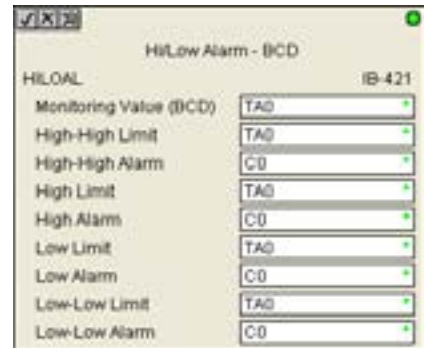 Hi/Low Alarm - BCD
HILOAL IB-421
Monitoring Value (BCD) TA0
High-High Limit TA0
High-High Alarm C0
High Limit TA0
High Alarm C0
Low Limit TA0
Low Alarm C0
Low-Low Limit TA0
Low-Low Alarm C0